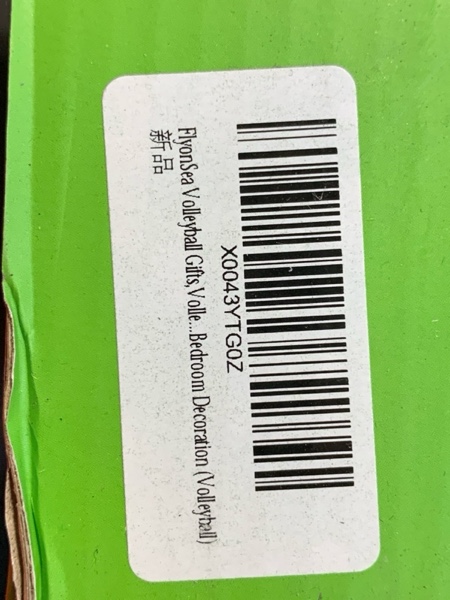 X0043YTG0Z
FlyonSea Volleyball Gifts,Volle...Bedroom Decoration (Volleyball)
新品